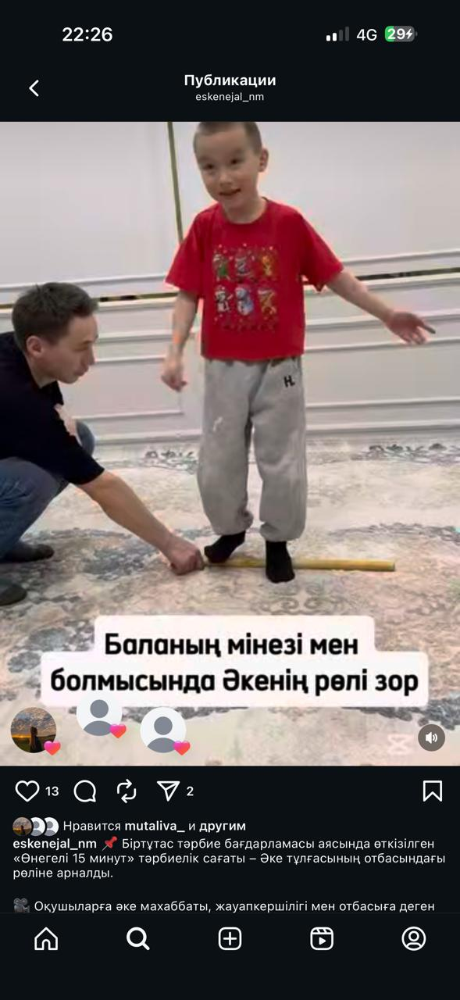 22:26
4G
29
Публикации
eskenejal_nm
H.
Баланың мінезі мен
болмысында Әкенің рөлі зор
13
2
Нравится mutaliva_ и другим
eskenejal_nm 📌 Біртұтас тәрбие бағдарламасы аясында өткізілген
«Өнегелі 15 минут» тәрбиелік сағаты – Әке тұлғасының отбасындағы
рөліне арналды.
🎥 Оқушыларға әке махаббаты, жауапкершілігі мен отбасыға деген